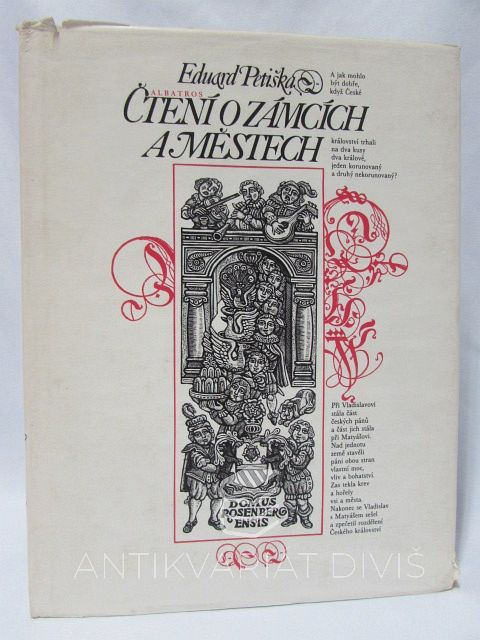 Eduard Petiška
ALBATROS
ČTENÍ O ZÁMCÍCH
A MĚSTECH
A jak mohlo
být dobře,
když České
království trhali
na dva kusy
dva králové,
jeden korunovaný
a druhý nekorunovaný?
DOMUS
ROSENBERG
ENSIS
Při Vladislavovi
stála část
českých pánů
a část jich stála
při Matyášovi.
Nad jednotu
země stavěli
páni obou stran
vlastní moc,
vliv a bohatství.
Zas tekla krev
a hořely
vsi a města.
Nakonec se Vladislav
s Matyášem sešel
a zpečetil rozdělení
Českého království
ANTIKVARIÁT DIVIŠ